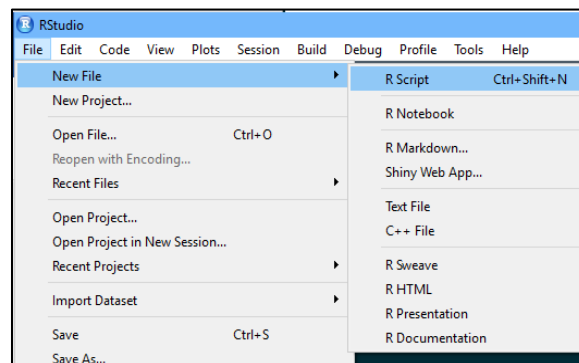 R RStudio
File Edit Code View Plots Session Build Debug Profile Tools Help
New File
New Project...
Open File... Ctrl+O
Reopen with Encoding...
Recent Files
Open Project...
Open Project in New Session...
Recent Projects
Import Dataset
Save Ctrl+S
Save As...
R Script Ctrl+Shift+N
R Notebook
R Markdown...
Shiny Web App...
Text File
C++ File
R Sweave
R HTML
R Presentation
R Documentation